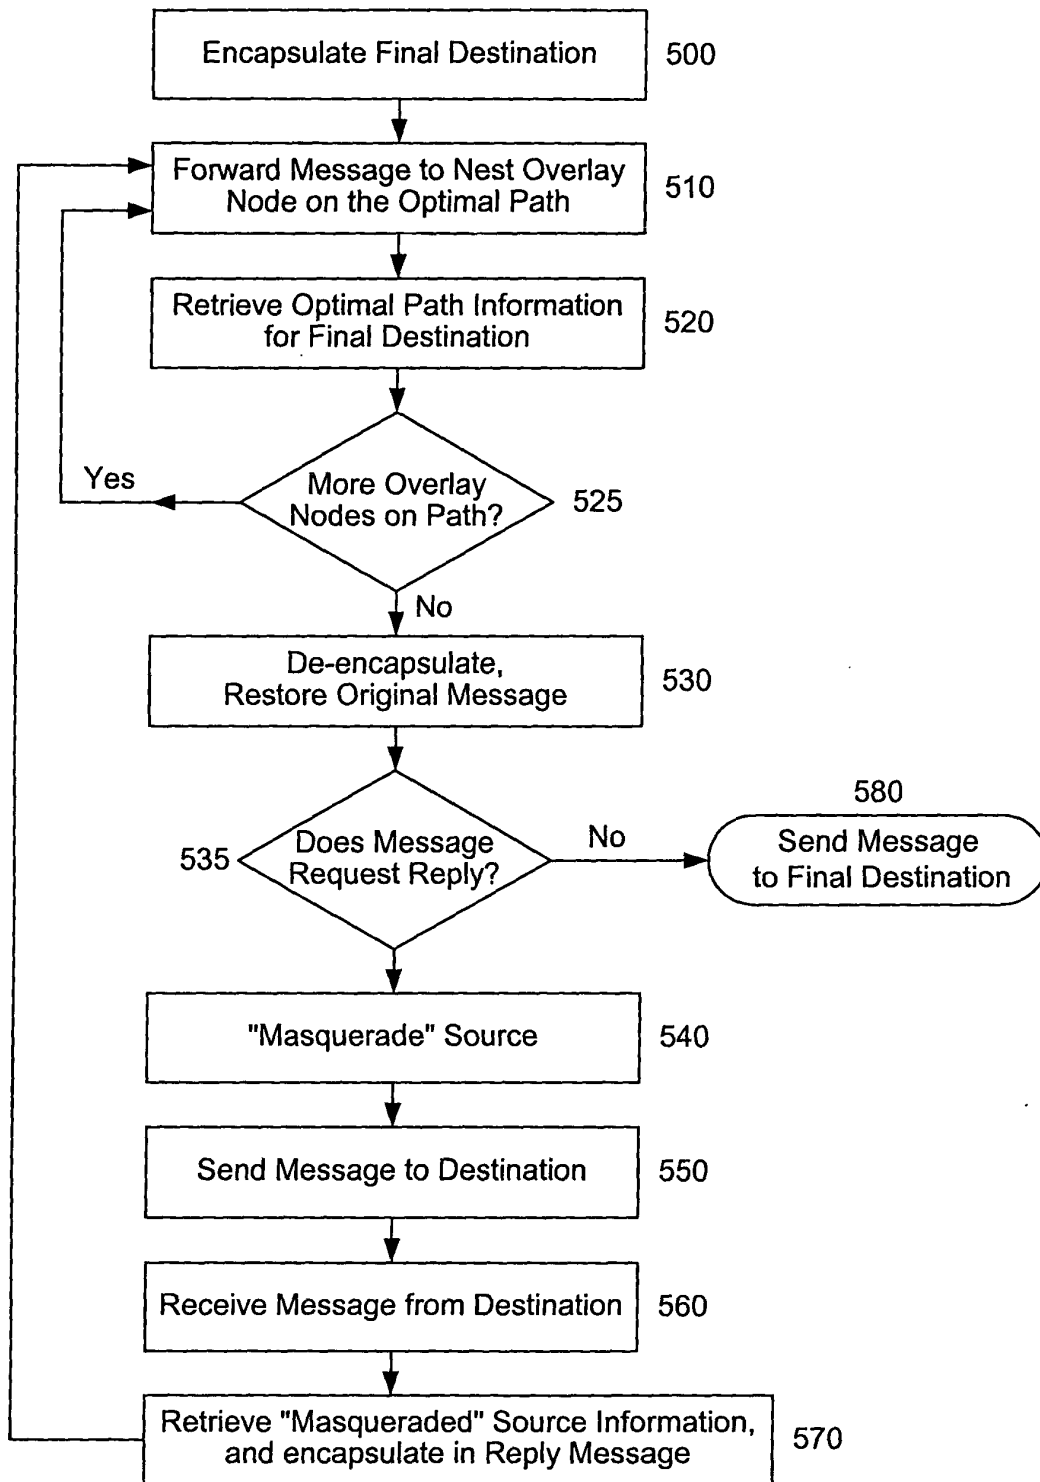 Encapsulate Final Destination
500
Forward Message to Nest Overlay
Node on the Optimal Path
510
Retrieve Optimal Path Information
for Final Destination
520
Yes
More Overlay
Nodes on Path?
525
No
De-encapsulate,
Restore Original Message
530
535
Does Message
Request Reply?
No
580
Send Message
to Final Destination
"Masquerade" Source
540
Send Message to Destination
550
Receive Message from Destination
560
Retrieve "Masqueraded" Source Information,
and encapsulate in Reply Message
570